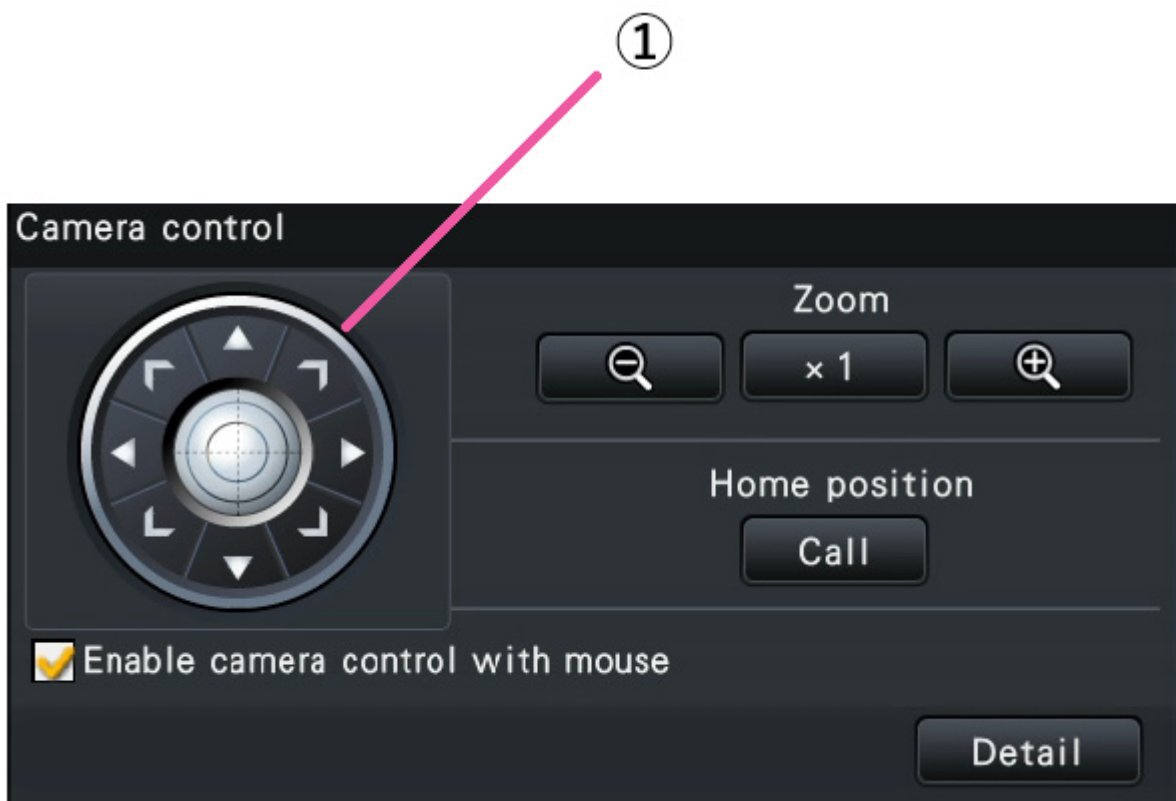 ①
Camera control
Zoom
× 1
Home position
Call
Enable camera control with mouse
Detail